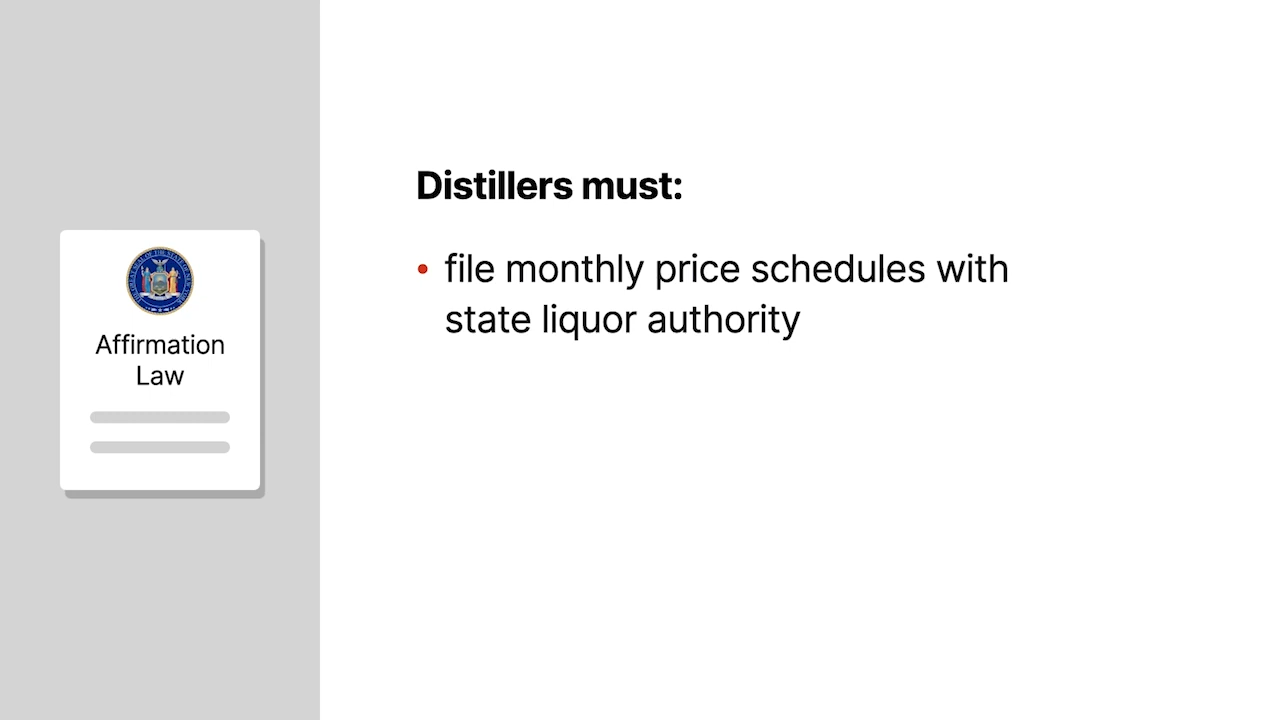 Distillers must:
• file monthly price schedules with
state liquor authority
Affirmation
Law